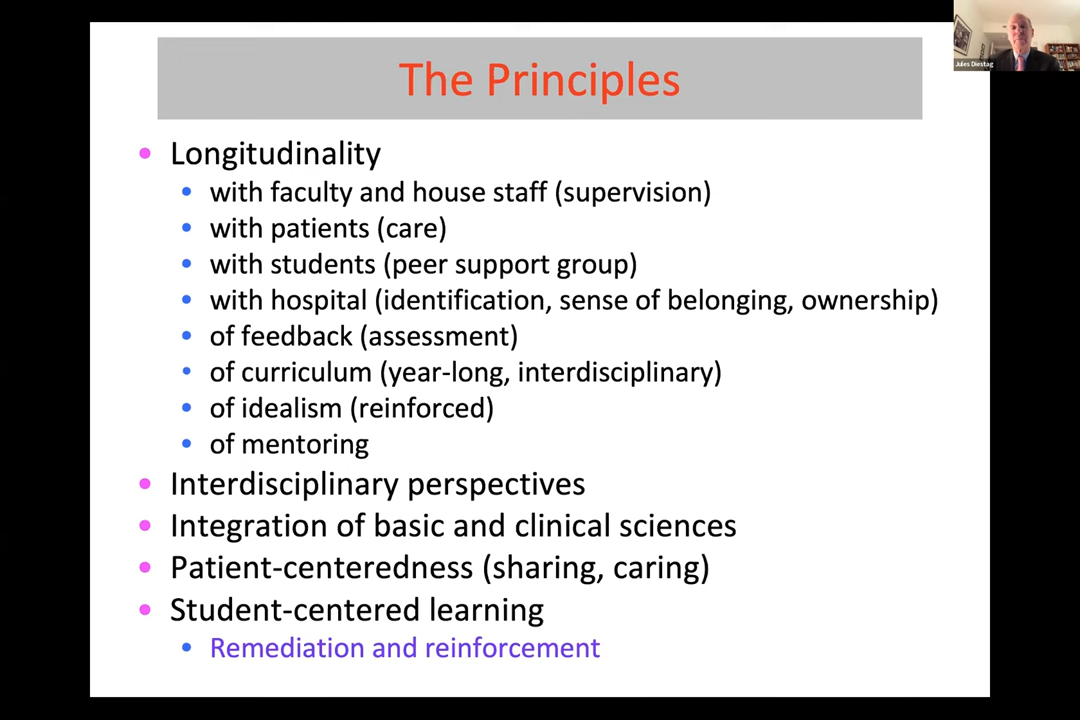 Jules Dienstag
The Principles
• Longitudinality
• with faculty and house staff (supervision)
• with patients (care)
• with students (peer support group)
• with hospital (identification, sense of belonging, ownership)
• of feedback (assessment)
• of curriculum (year-long, interdisciplinary)
• of idealism (reinforced)
• of mentoring
• Interdisciplinary perspectives
• Integration of basic and clinical sciences
• Patient-centeredness (sharing, caring)
• Student-centered learning
• Remediation and reinforcement